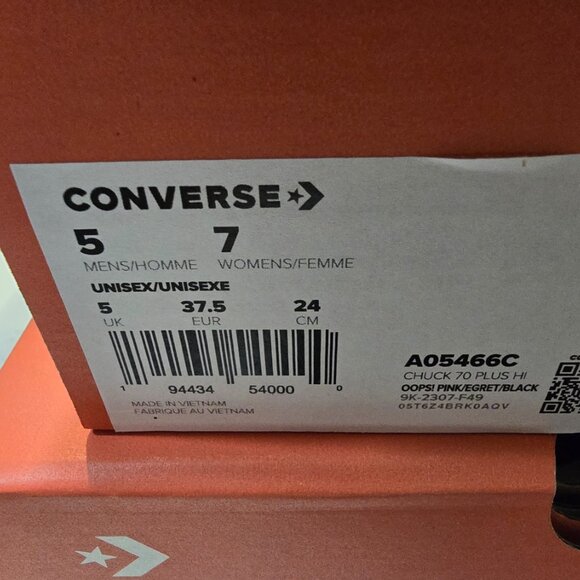 CONVERSE
5 7
MENS/HOMME WOMENS/FEMME
UNISEX/UNISEXE
5 37.5 24
UK EUR CM
1 94434 54000 0
MADE IN VIETNAM
FABRIQUE AU VIETNAM
A05466C
CHUCK 70 PLUS HI
OOPS! PINK/EGRET/BLACK
9K-2307-F49
05T6Z4BRK0AQV